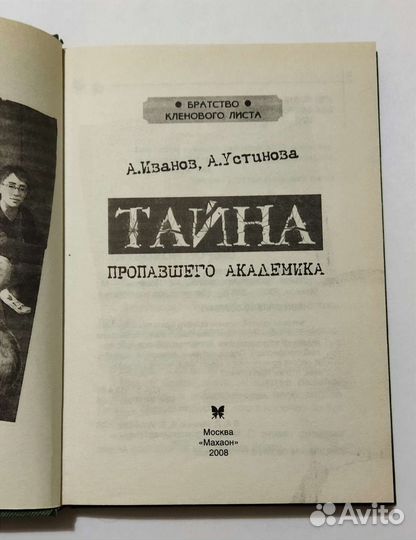 • БРАТСТВО •
КЛЕНОВОГО ЛИСТА
А.Иванов, А.Устинова
ТАЙНА
ПРОПАВШЕГО АКАДЕМИКА
Москва
«Махаон»
2008
Avito